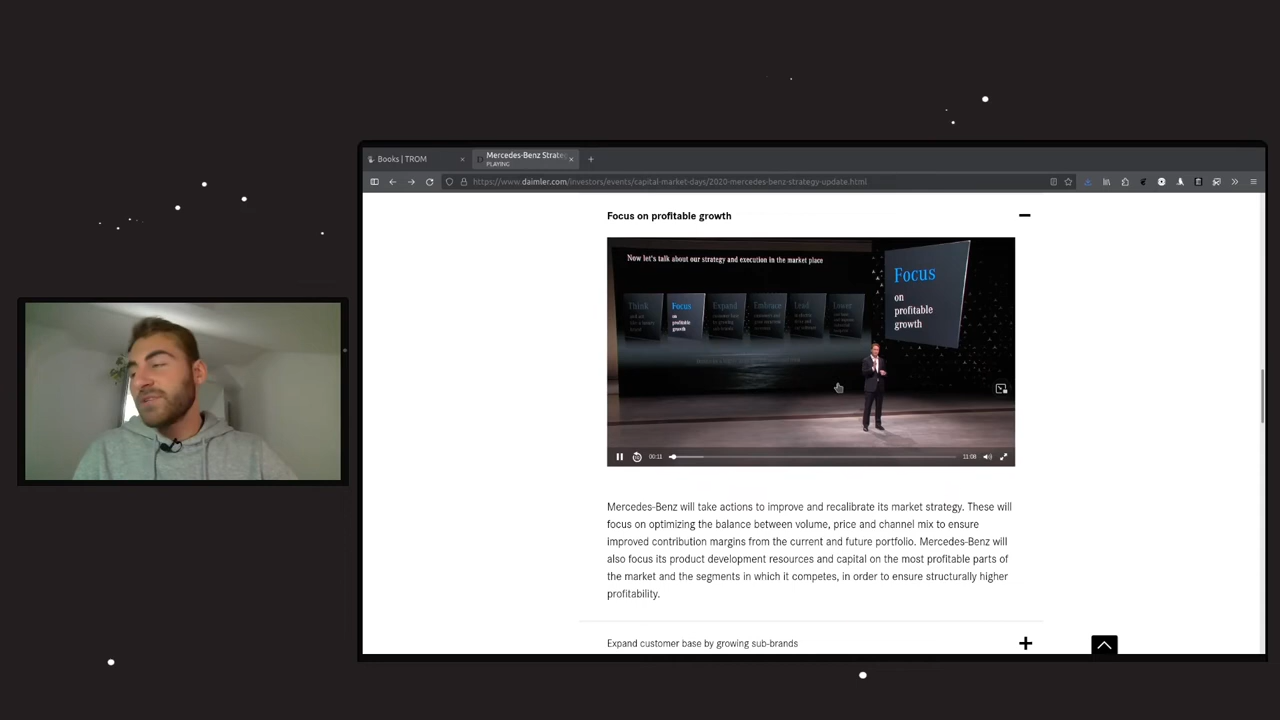 Books | TROM
Mercedes-Benz Strate
PLAYING
https://www.daimler.com/investors/events/capital-market-days/2020-mercedes-benz-strategy-update.html
Focus on profitable growth
Now let's talk about our strategy and execution in the market place
Think
Focus
on
profitable
growth
Expand
Embrace
Lead
Lower
Focus
on
profitable
growth
00:11
11:08
Mercedes-Benz will take actions to improve and recalibrate its market strategy. These will
focus on optimizing the balance between volume, price and channel mix to ensure
improved contribution margins from the current and future portfolio. Mercedes-Benz will
also focus its product development resources and capital on the most profitable parts of
the market and the segments in which it competes, in order to ensure structurally higher
profitability.
Expand customer base by growing sub-brands